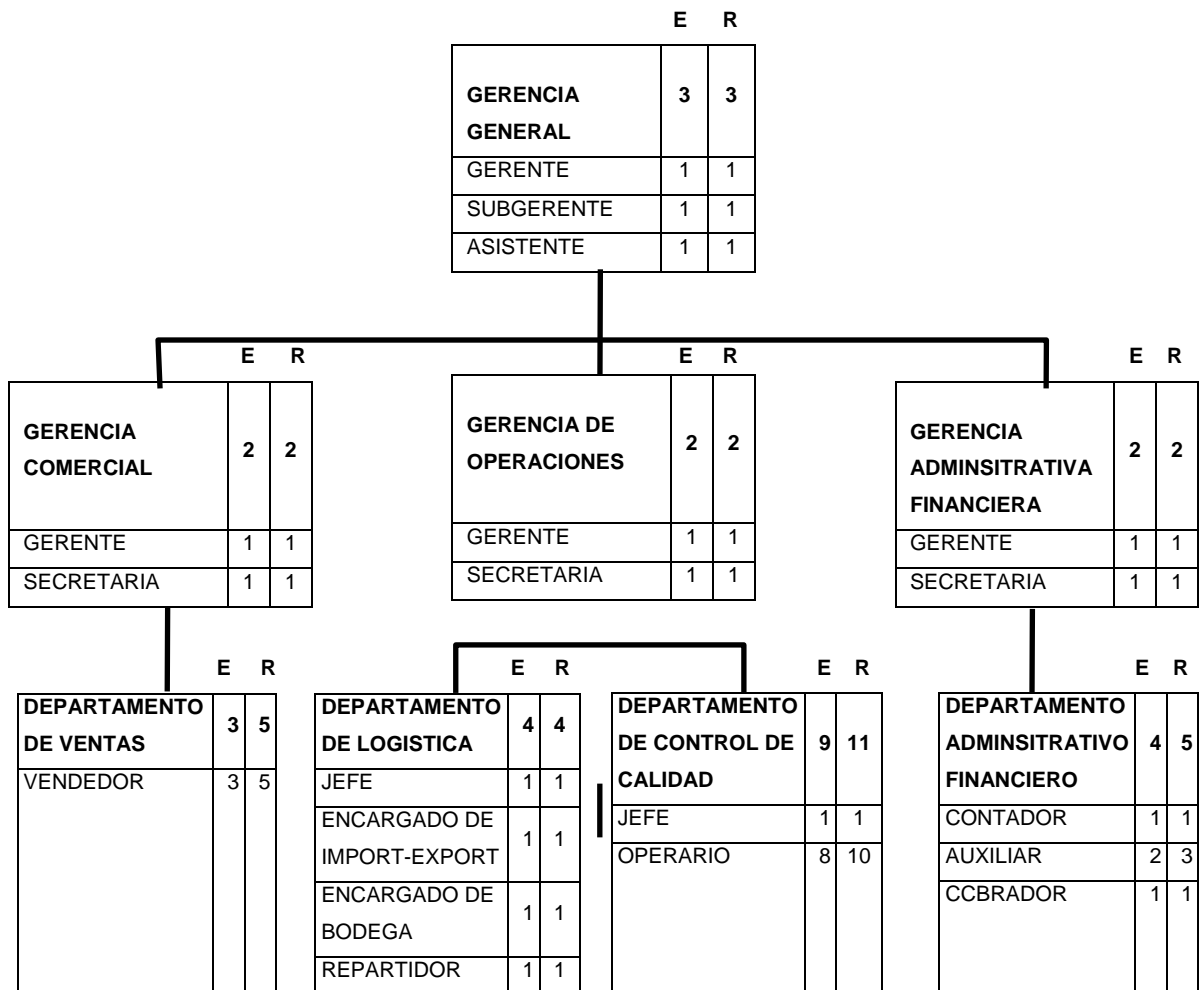 E R
GERENCIA
GENERAL
3 3
GERENTE 1 1
SUBGERENTE 1 1
ASISTENTE 1 1
E R
GERENCIA
COMERCIAL
2 2
GERENTE 1 1
SECRETARIA 1 1
E R
GERENCIA DE
OPERACIONES
2 2
GERENTE 1 1
SECRETARIA 1 1
E R
GERENCIA
ADMINSITRATIVA
FINANCIERA
2 2
GERENTE 1 1
SECRETARIA 1 1
E R
DEPARTAMENTO
DE VENTAS
3 5
VENDEDOR 3 5
E R
DEPARTAMENTO
DE LOGISTICA
4 4
JEFE 1 1
ENCARGADO DE
IMPORT-EXPORT
1 1
ENCARGADO DE
BODEGA
1 1
REPARTIDOR 1 1
E R
DEPARTAMENTO
DE CONTROL DE
CALIDAD
9 11
JEFE 1 1
OPERARIO 8 10
E R
DEPARTAMENTO
ADMINSITRATIVO
FINANCIERO
4 5
CONTADOR 1 1
AUXILIAR 2 3
CCBRADOR 1 1